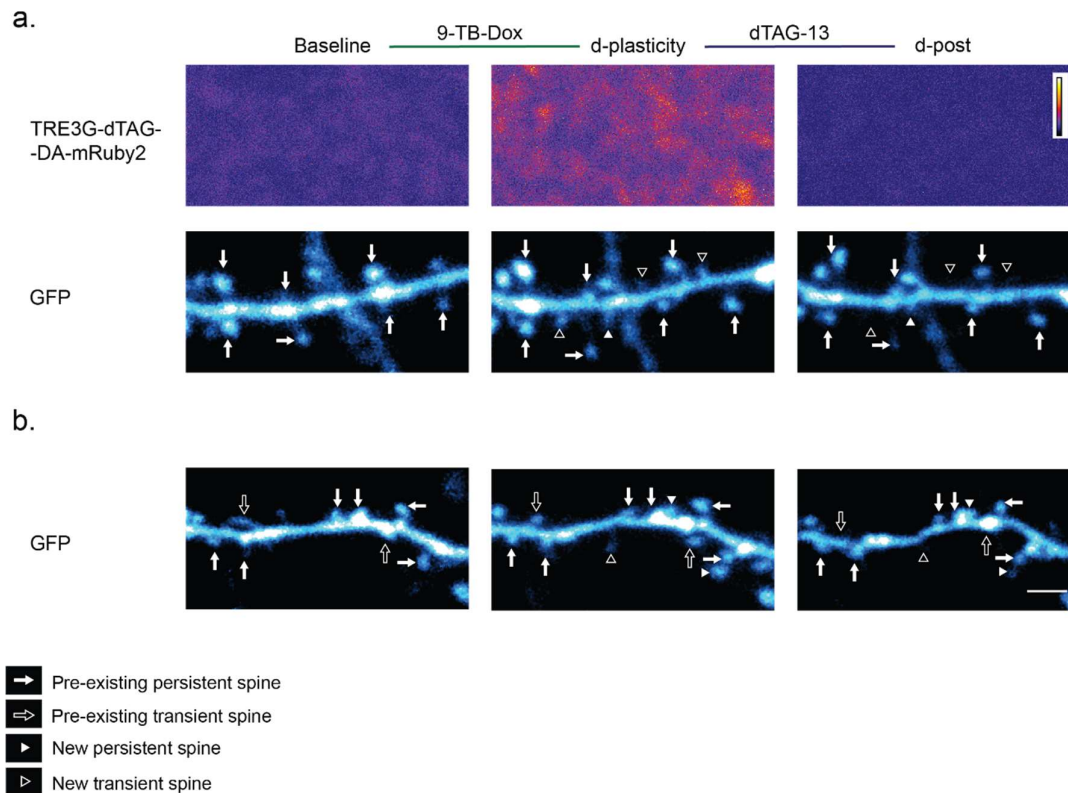 a.
9-TB-Dox
dTAG-13
Baseline
d-plasticity
d-post
TRE3G-dTAG-
-DA-mRuby2
GFP
b.
GFP
Pre-existing persistent spine
Pre-existing transient spine
New persistent spine
New transient spine